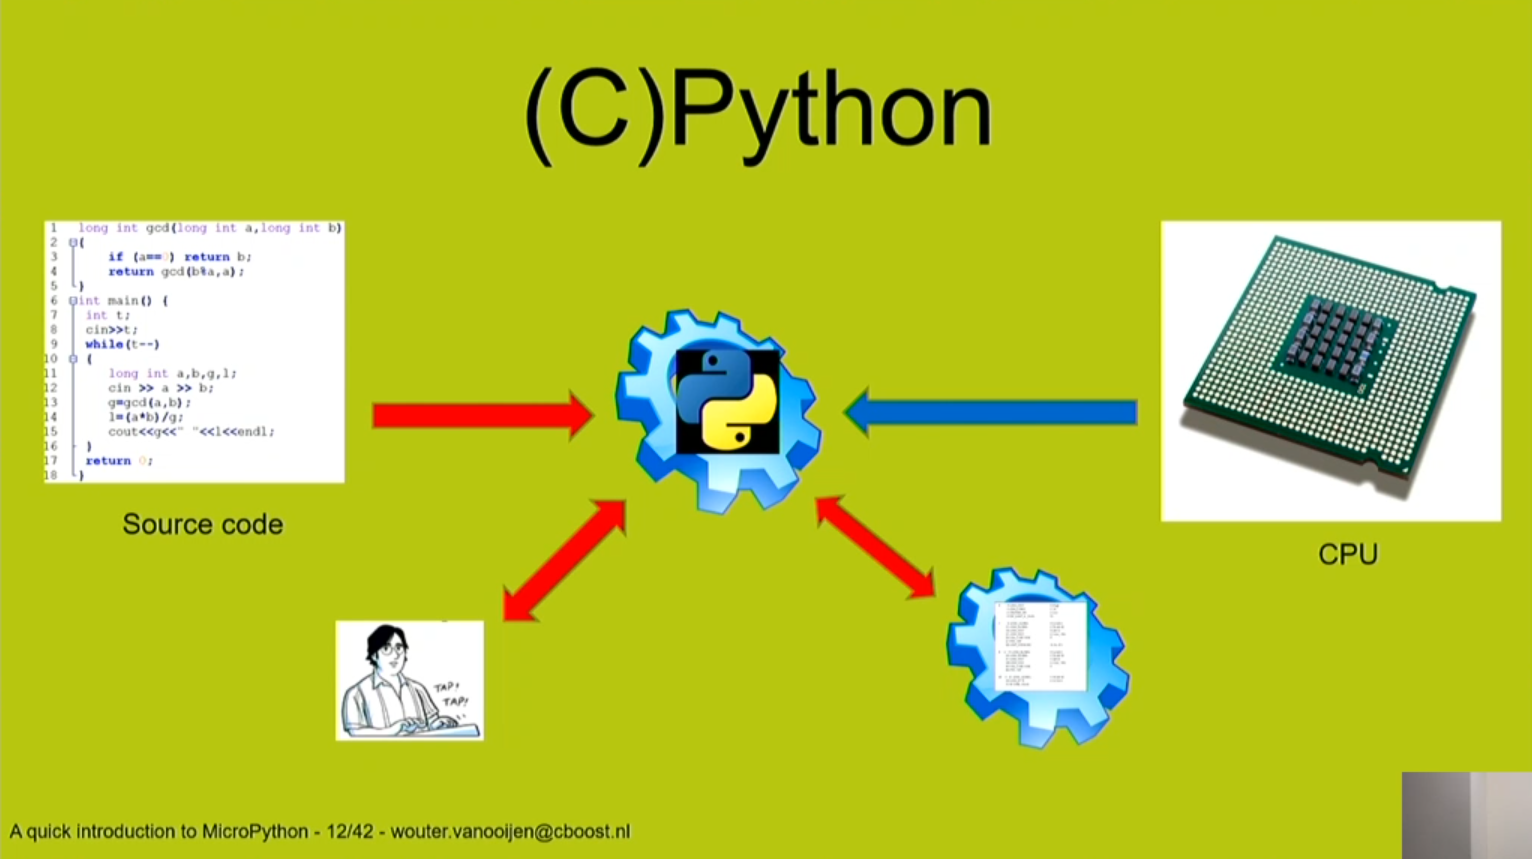 (C)Python
1 long int gcd(long int a,long int b)
2 {
3 if (a==0) return b;
4 return gcd(b%a,a);
5 }
6 int main() {
7 int t;
8 cin>>t;
9 while(t--)
10 {
11 long int a,b,g,l;
12 cin >> a >> b;
13 g=gcd(a,b);
14 l=(a*b)/g;
15 cout<<g<<" "<<l<<endl;
16 }
17 return 0;
18 }
Source code
CPU
TAP!
TAP!
A quick introduction to MicroPython - 12/42 - wouter.vanooijen@cboost.nl